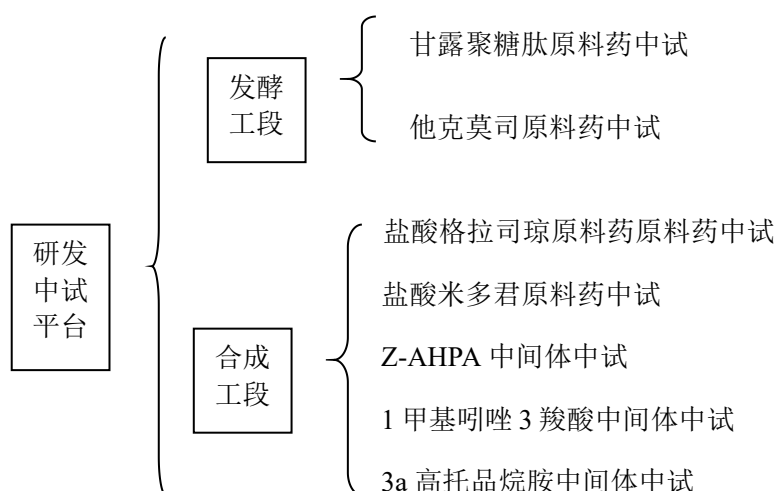 研发
中试
平台
发酵
工段
甘露聚糖肽原料药中试
他克莫司原料药中试
合成
工段
盐酸格拉司琼原料药原料药中试
盐酸米多君原料药中试
Z-AHPA 中间体中试
1 甲基吲唑 3 羧酸中间体中试
3a 高托品烷胺中间体中试